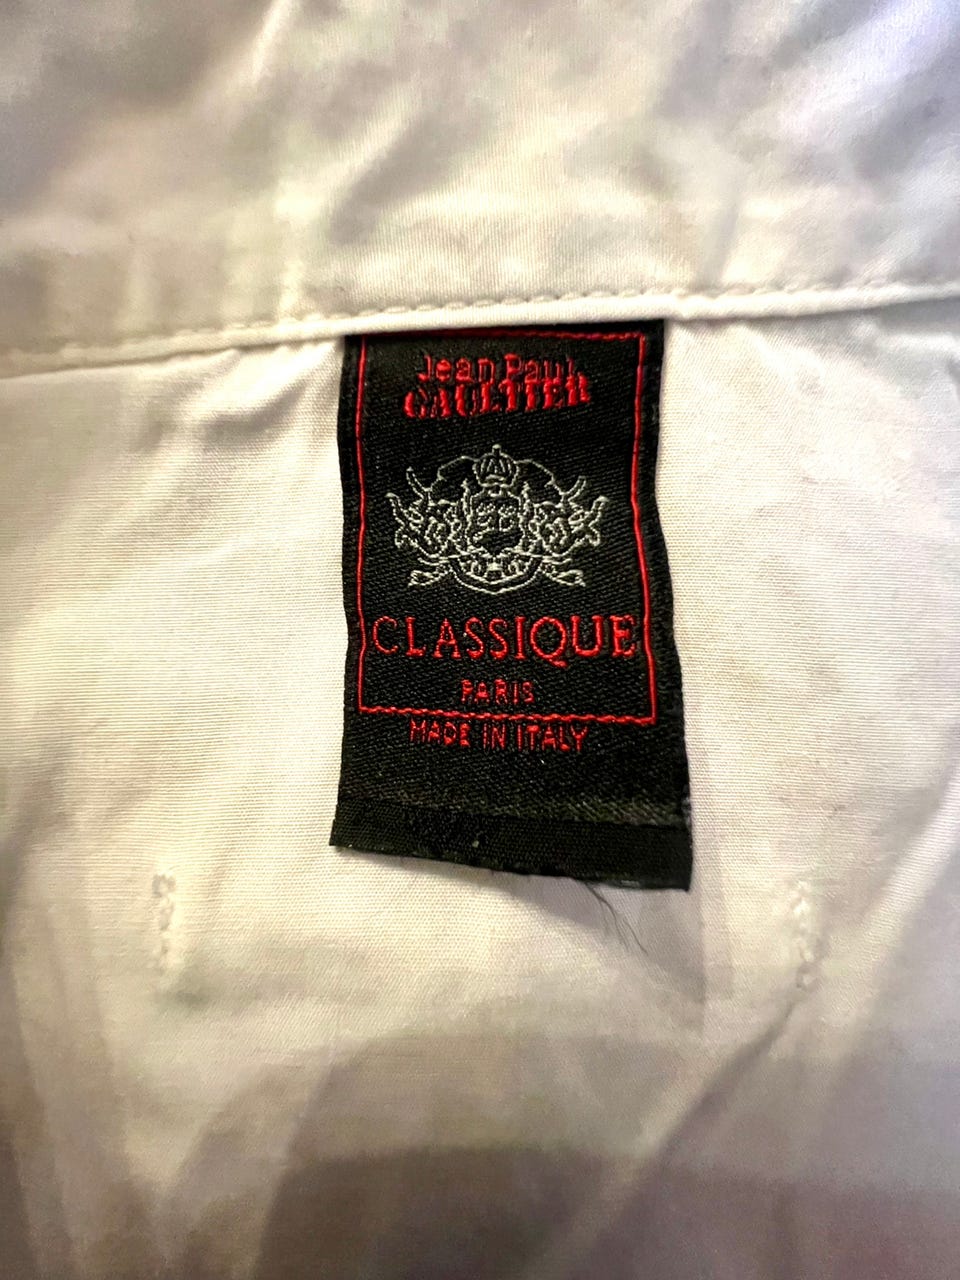 Jean Paul
GAULTIER
CLASSIQUE
PARIS
MADE IN ITALY